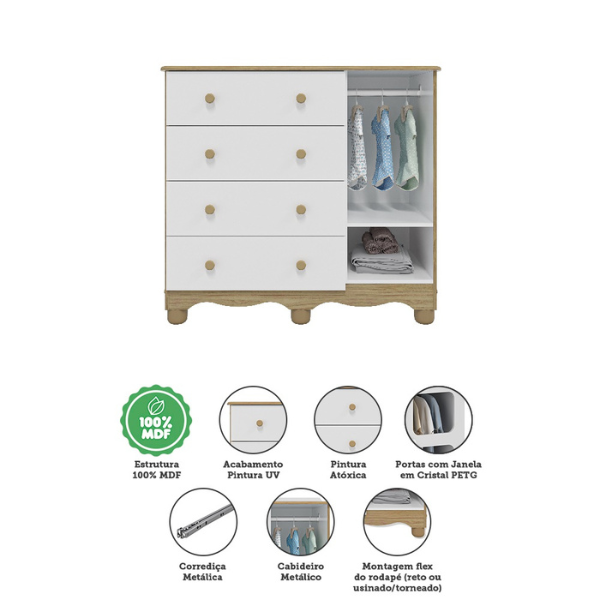 100%
MDF
Estrutura
100% MDF
Acabamento
Pintura UV
Pintura
Atóxica
Portas com Janela
em Cristal PETG
Corrediça
Metálica
Cabideiro
Metálico
Montagem flex
do rodapé (reto ou
usinado/torneado)